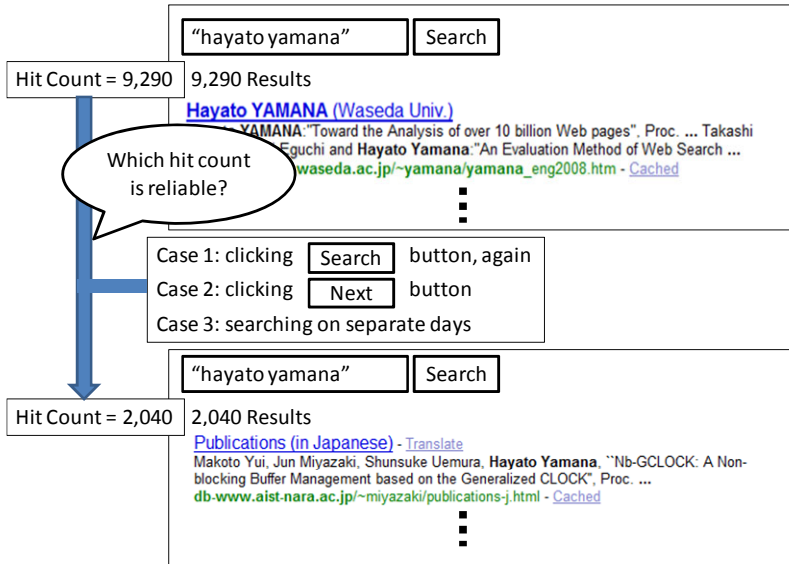 "hayato yamana" Search
Hit Count = 9,290 9,290 Results
Hayato YAMANA (Waseda Univ.)
YAMANA:"Toward the Analysis of over 10 billion Web pages", Proc. ... Takashi
Eguchi and Hayato Yamana:"An Evaluation Method of Web Search ...
waseda.ac.jp/~yamana/yamana_eng2008.htm - Cached
Which hit count
is reliable?
Case 1: clicking Search button, again
Case 2: clicking Next button
Case 3: searching on separate days
"hayato yamana" Search
Hit Count = 2,040 2,040 Results
Publications (in Japanese) - Translate
Makoto Yui, Jun Miyazaki, Shunsuke Uemura, Hayato Yamana, ``Nb-GCLOCK: A Non-
blocking Buffer Management based on the Generalized CLOCK", Proc. ...
db-www.aist-nara.ac.jp/~miyazaki/publications-j.html - Cached